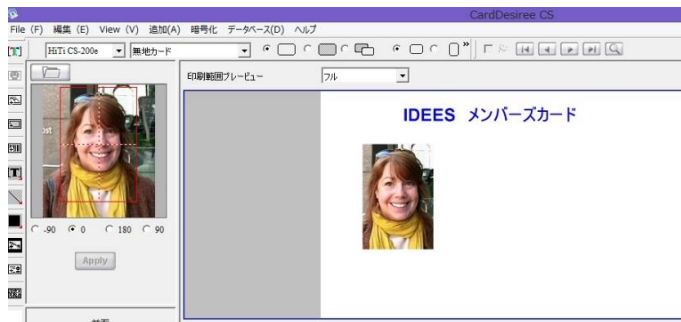 CardDesiree CS
File (F) 編集 (E) View (V) 追加(A) 暗号化 データベース(D) ヘルプ
HiTi CS-200e 無地カード
印刷範囲プレービュー フル
IDEES メンバーズカード
-90 0 180 90
Apply